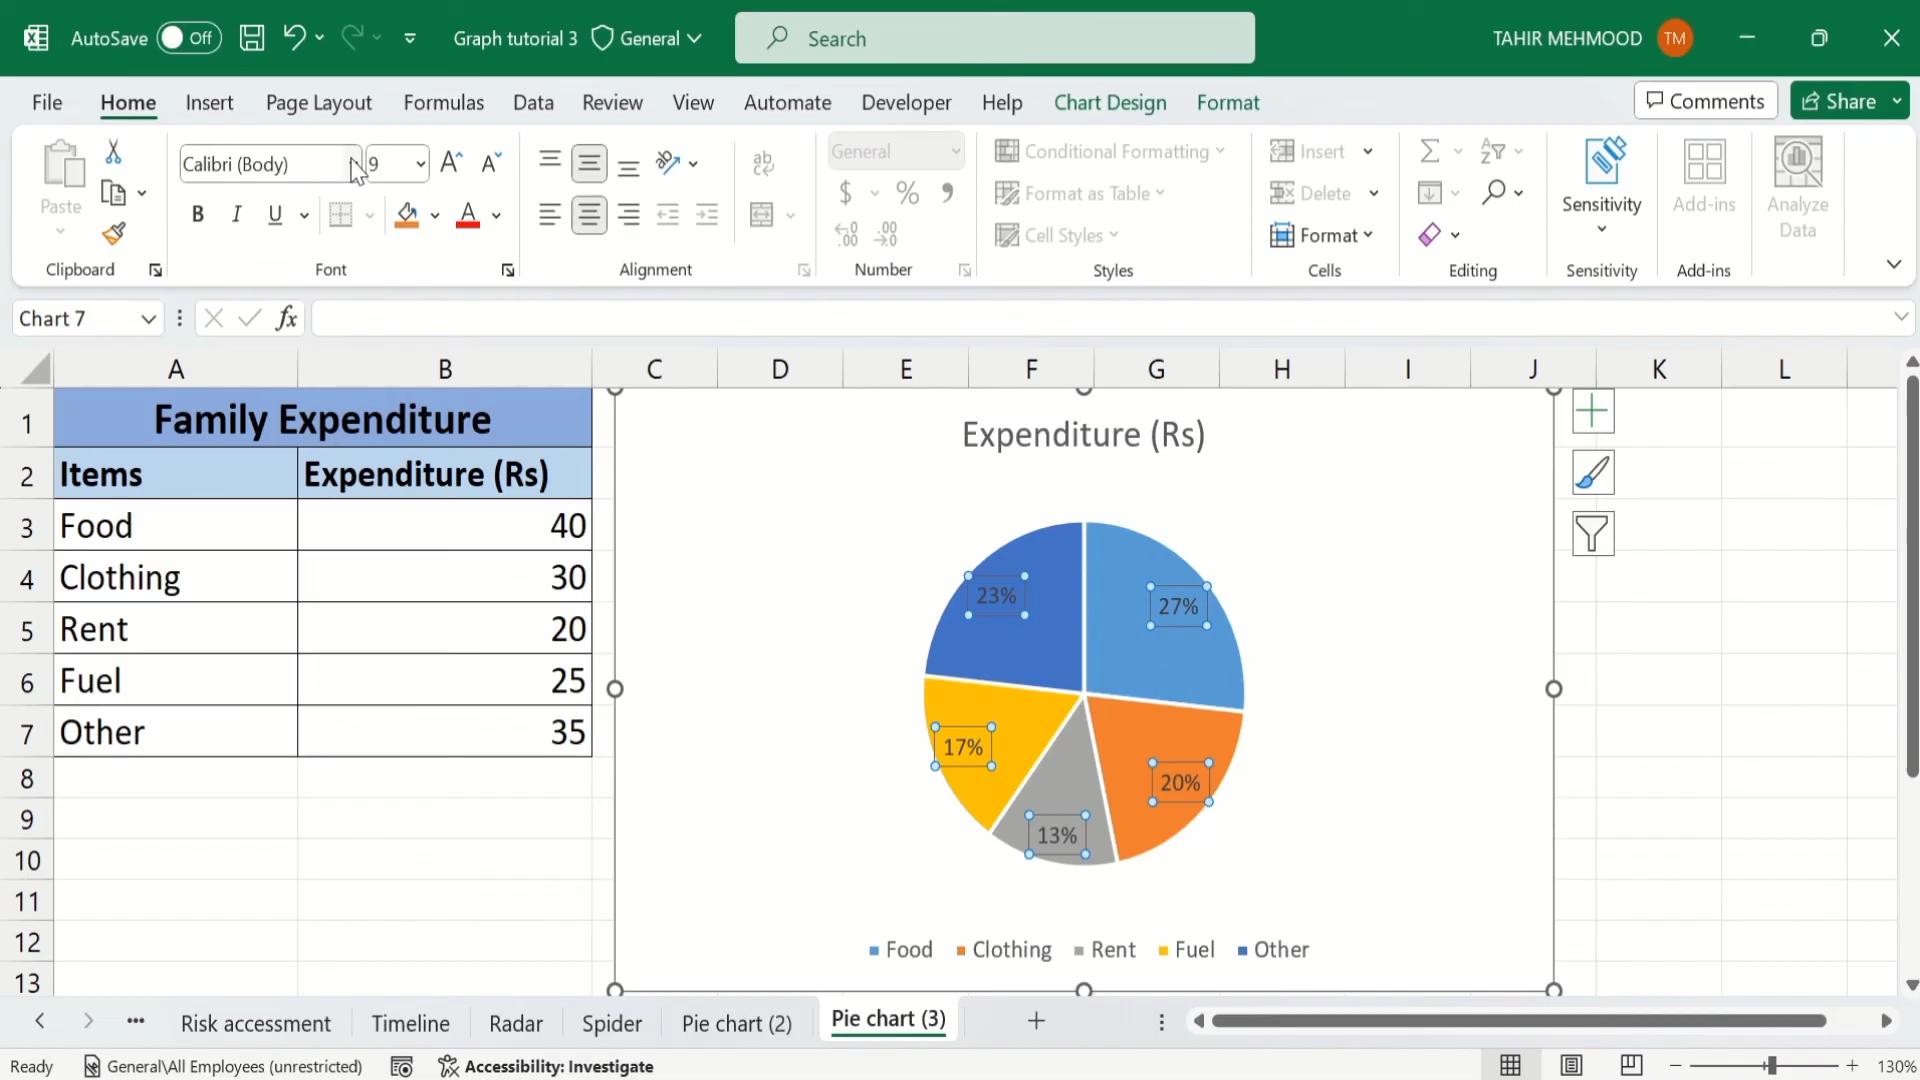 AutoSave Off Graph tutorial 3 General Search TAHIR MEHMOOD TM
File Home Insert Page Layout Formulas Data Review View Automate Developer Help Chart Design Format Comments Share
Paste
Clipboard
Calibri (Body) 9
A A
B I U A
Font
ab
Alignment
General
$ % 9
.00 .00
Number
Conditional Formatting
Format as Table
Cell Styles
Styles
Insert
Delete
Format
Cells
Editing
Sensitivity
Sensitivity
Add-ins
Add-ins
Analyze
Data
Chart 7 fx
A B C D E F G H I J K L
1 Family Expenditure
2 Items Expenditure (Rs)
3 Food 40
4 Clothing 30
5 Rent 20
6 Fuel 25
7 Other 35
8
9
10
11
12
13
Expenditure (Rs)
23% 27%
17% 20%
13%
Food Clothing Rent Fuel Other
Risk assessment Timeline Radar Spider Pie chart (2) Pie chart (3)
Ready General\All Employees (unrestricted) Accessibility: Investigate 130%